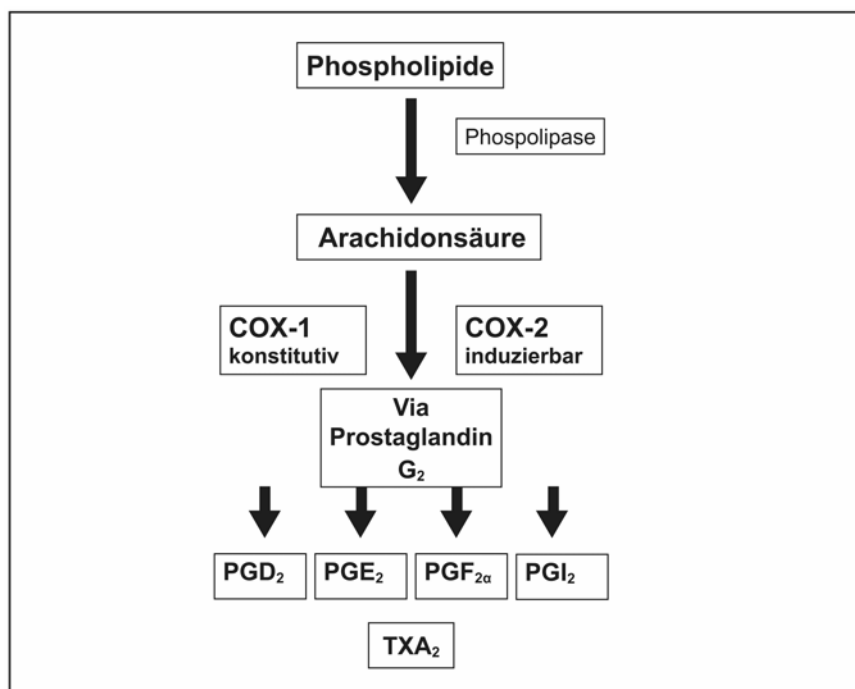 Phospholipide
Phospolipase
Arachidonsäure
COX-1
konstitutiv
COX-2
induzierbar
Via
Prostaglandin
G₂
PGD₂
PGE₂
PGF₂α
PGI₂
TXA₂